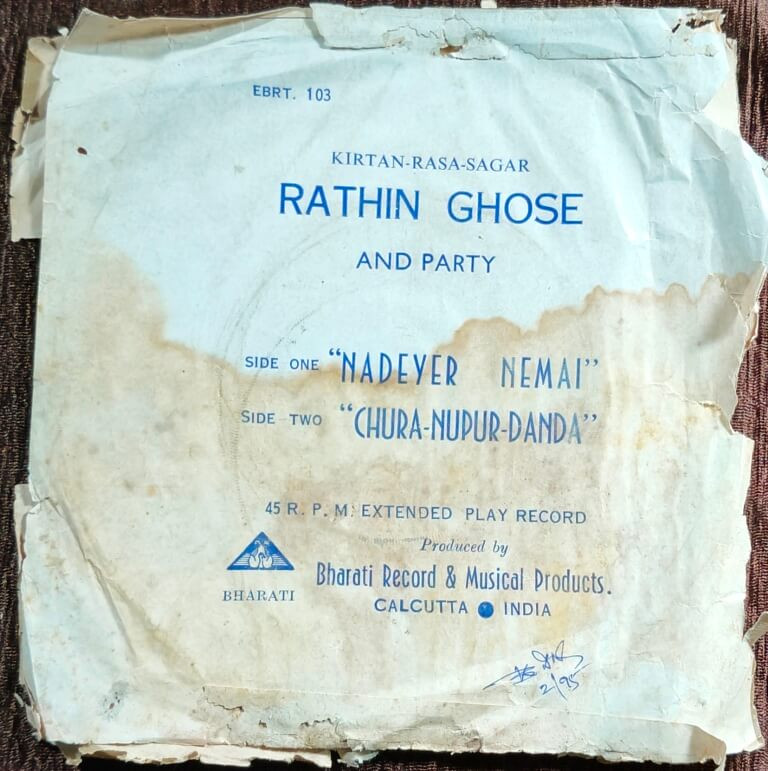 EBRT. 103
KIRTAN-RASA-SAGAR
RATHIN GHOSE
AND PARTY
SIDE ONE "NADEYER NEMAI"
SIDE TWO "CHURA-NUPUR-DANDA"
45 R. P. M. EXTENDED PLAY RECORD
Produced by
Bharati Record & Musical Products.
CALCUTTA INDIA
BHARATI
2/95